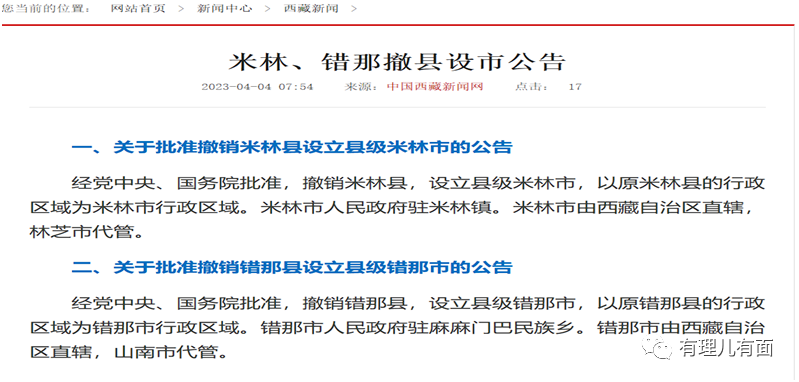 您当前的位置： 网站首页 > 新闻中心 > 西藏新闻 >
米林、错那撤县设市公告
2023-04-04 07:54 来源：中国西藏新闻网 点击： 17
一、关于批准撤销米林县设立县级米林市的公告
经党中央、国务院批准，撤销米林县，设立县级米林市，以原米林县的行政
区域为米林市行政区域。米林市人民政府驻米林镇。米林市由西藏自治区直辖，
林芝市代管。
二、关于批准撤销错那县设立县级错那市的公告
经党中央、国务院批准，撤销错那县，设立县级错那市，以原错那县的行政
区域为错那市行政区域。错那市人民政府驻麻麻门巴民族乡。错那市由西藏自治
区直辖，山南市代管。
有理儿有面